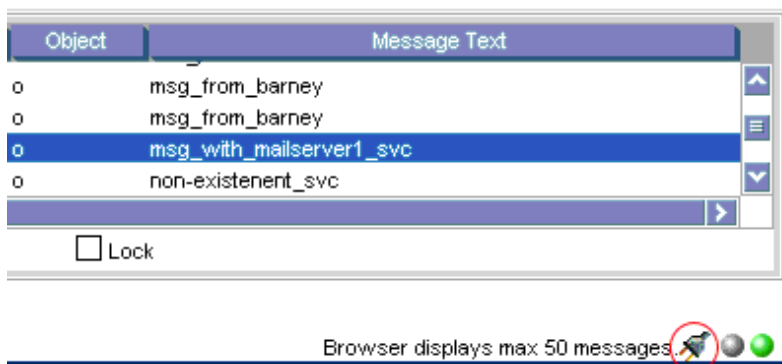 Object Message Text
o msg_from_barney
o msg_from_barney
o msg_with_mailserver1_svc
o non-existenent_svc
Lock
Browser displays max 50 messages.